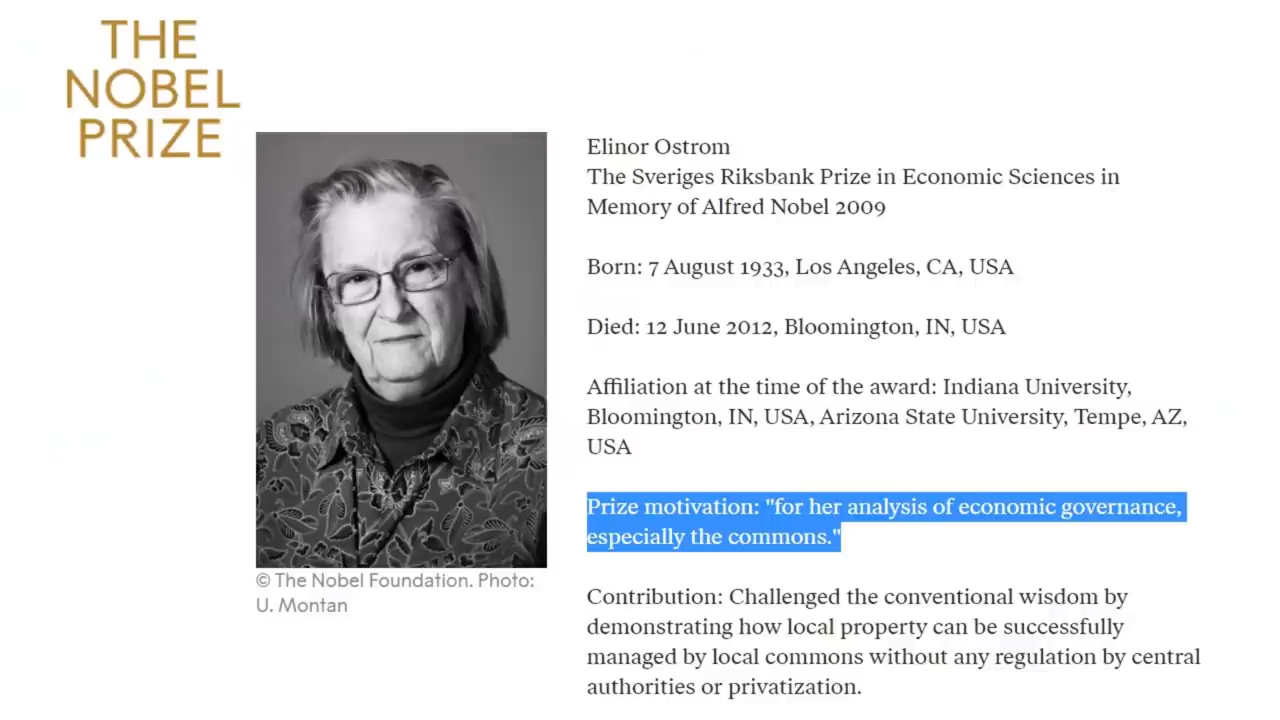 THE
NOBEL
PRIZE
Elinor Ostrom
The Sveriges Riksbank Prize in Economic Sciences in
Memory of Alfred Nobel 2009
Born: 7 August 1933, Los Angeles, CA, USA
Died: 12 June 2012, Bloomington, IN, USA
Affiliation at the time of the award: Indiana University,
Bloomington, IN, USA, Arizona State University, Tempe, AZ,
USA
Prize motivation: "for her analysis of economic governance,
especially the commons."
Contribution: Challenged the conventional wisdom by
demonstrating how local property can be successfully
managed by local commons without any regulation by central
authorities or privatization.
© The Nobel Foundation. Photo:
U. Montan